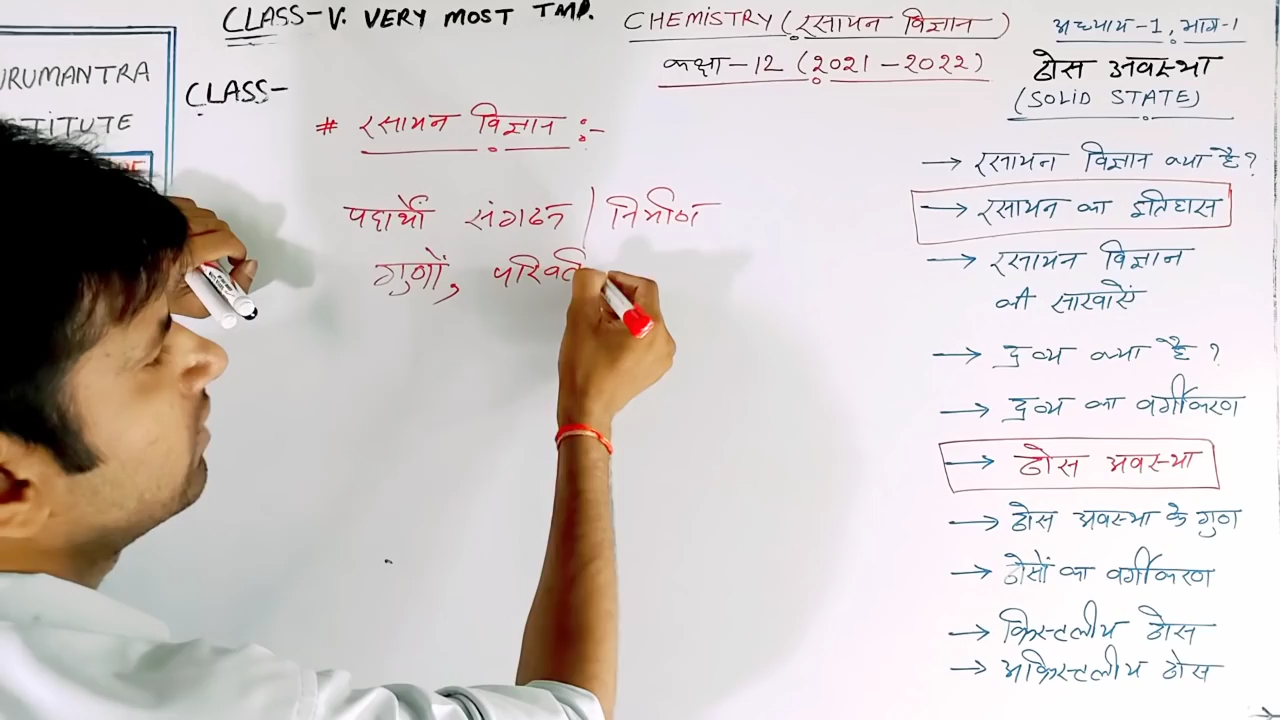 CLASS-V. VERY MOST IMP.
CHEMISTRY (रसायन विज्ञान)
अध्याय-1, भाग-1
कक्षा-12 (2021-2022)
ठोस अवस्था
(SOLID STATE)
URUMANTRA
TITUTE
CLASS-
# रसायन विज्ञान :-
पदार्थों संगठन / निर्माण
गुणों, परिवर्त
→ रसायन विज्ञान क्या है?
→ रसायन का इतिहास
→ रसायन विज्ञान
की साखाएं
→ द्रव्य क्या है ?
→ द्रव्य का वर्गीकरण
→ ठोस अवस्था
→ ठोस अवस्था के गुण
→ ठोसों का वर्गीकरण
→ क्रिस्टलीय ठोस
→ अक्रिस्टलीय ठोस